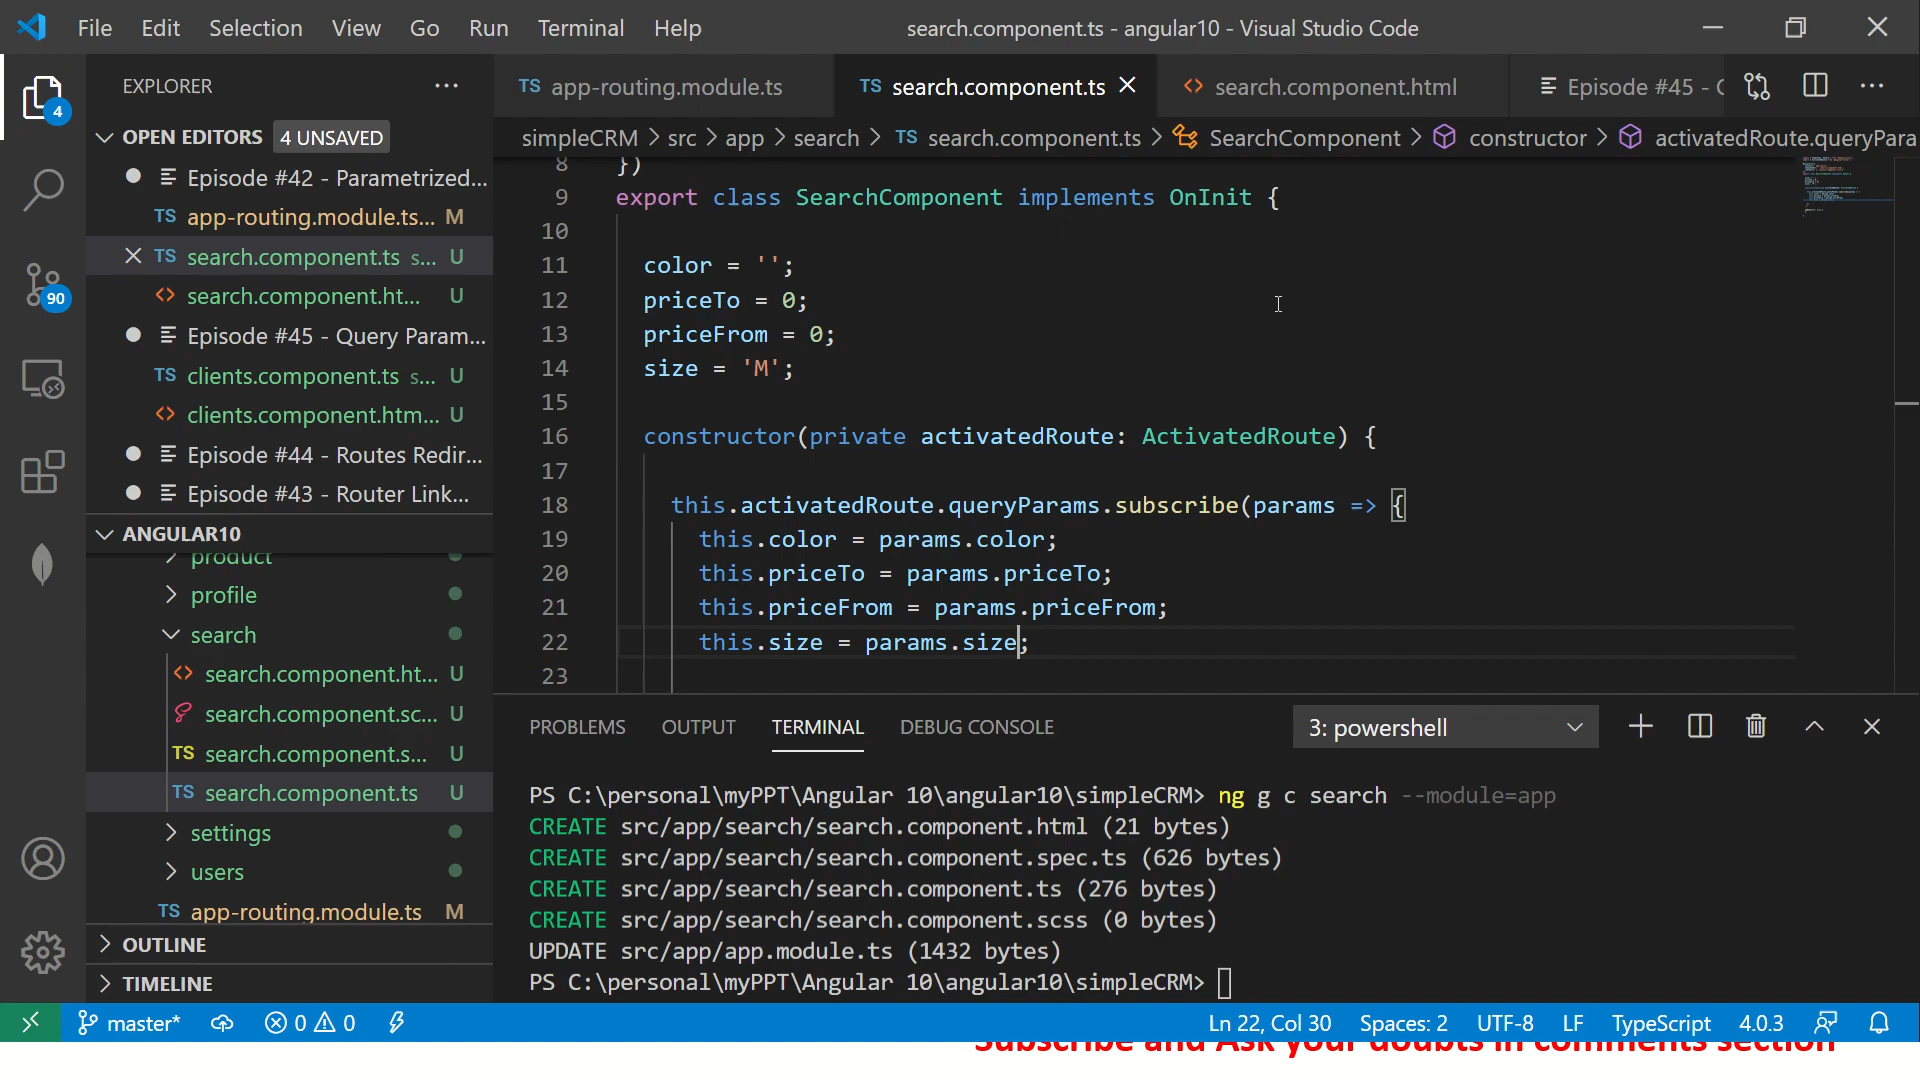 File Edit Selection View Go Run Terminal Help
search.component.ts - angular10 - Visual Studio Code
EXPLORER
TS app-routing.module.ts
TS search.component.ts
<> search.component.html
Episode #45 - C
4
OPEN EDITORS 4 UNSAVED
Episode #42 - Parametrized...
TS app-routing.module.ts... M
TS search.component.ts s... U
<> search.component.ht... U
Episode #45 - Query Param...
TS clients.component.ts s... U
<> clients.component.htm... U
Episode #44 - Routes Redir...
Episode #43 - Router Link...
90
ANGULAR10
product
profile
search
<> search.component.ht... U
search.component.sc... U
TS search.component.s... U
TS search.component.ts U
settings
users
TS app-routing.module.ts M
OUTLINE
TIMELINE
simpleCRM > src > app > search > TS search.component.ts > SearchComponent > constructor > activatedRoute.queryPara
8 })
9 export class SearchComponent implements OnInit {
10
11 color = '';
12 priceTo = 0;
13 priceFrom = 0;
14 size = 'M';
15
16 constructor(private activatedRoute: ActivatedRoute) {
17
18 this.activatedRoute.queryParams.subscribe(params => {
19 this.color = params.color;
20 this.priceTo = params.priceTo;
21 this.priceFrom = params.priceFrom;
22 this.size = params.size;
23
PROBLEMS OUTPUT TERMINAL DEBUG CONSOLE
3: powershell
PS C:\personal\myPPT\Angular 10\angular10\simpleCRM> ng g c search --module=app
CREATE src/app/search/search.component.html (21 bytes)
CREATE src/app/search/search.component.spec.ts (626 bytes)
CREATE src/app/search/search.component.ts (276 bytes)
CREATE src/app/search/search.component.scss (0 bytes)
UPDATE src/app/app.module.ts (1432 bytes)
PS C:\personal\myPPT\Angular 10\angular10\simpleCRM>
master* 0 0
Ln 22, Col 30 Spaces: 2 UTF-8 LF TypeScript 4.0.3
Subscribe and Ask your doubts in comments section